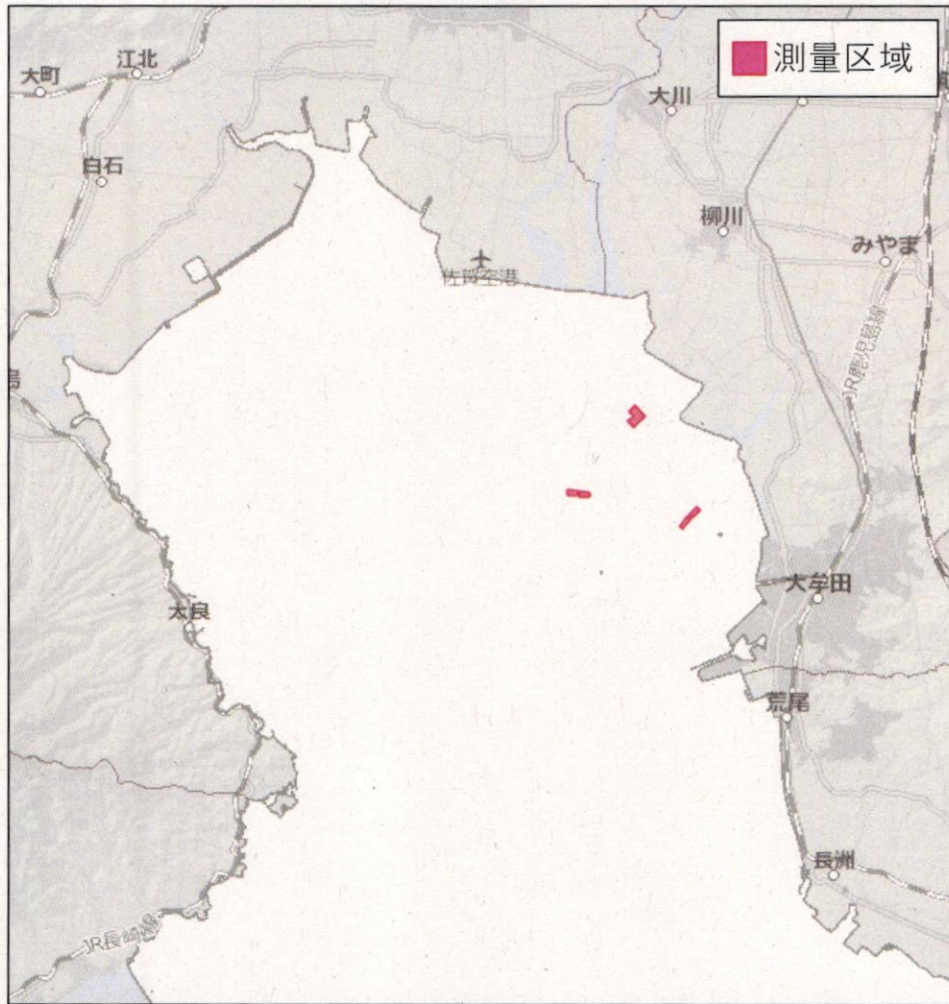 測量区域
江北
大町
大川
白石
柳川
みやま
佐賀空港
JR鹿児島線
島
大牟田
太良
荒尾
長洲
JR長崎線